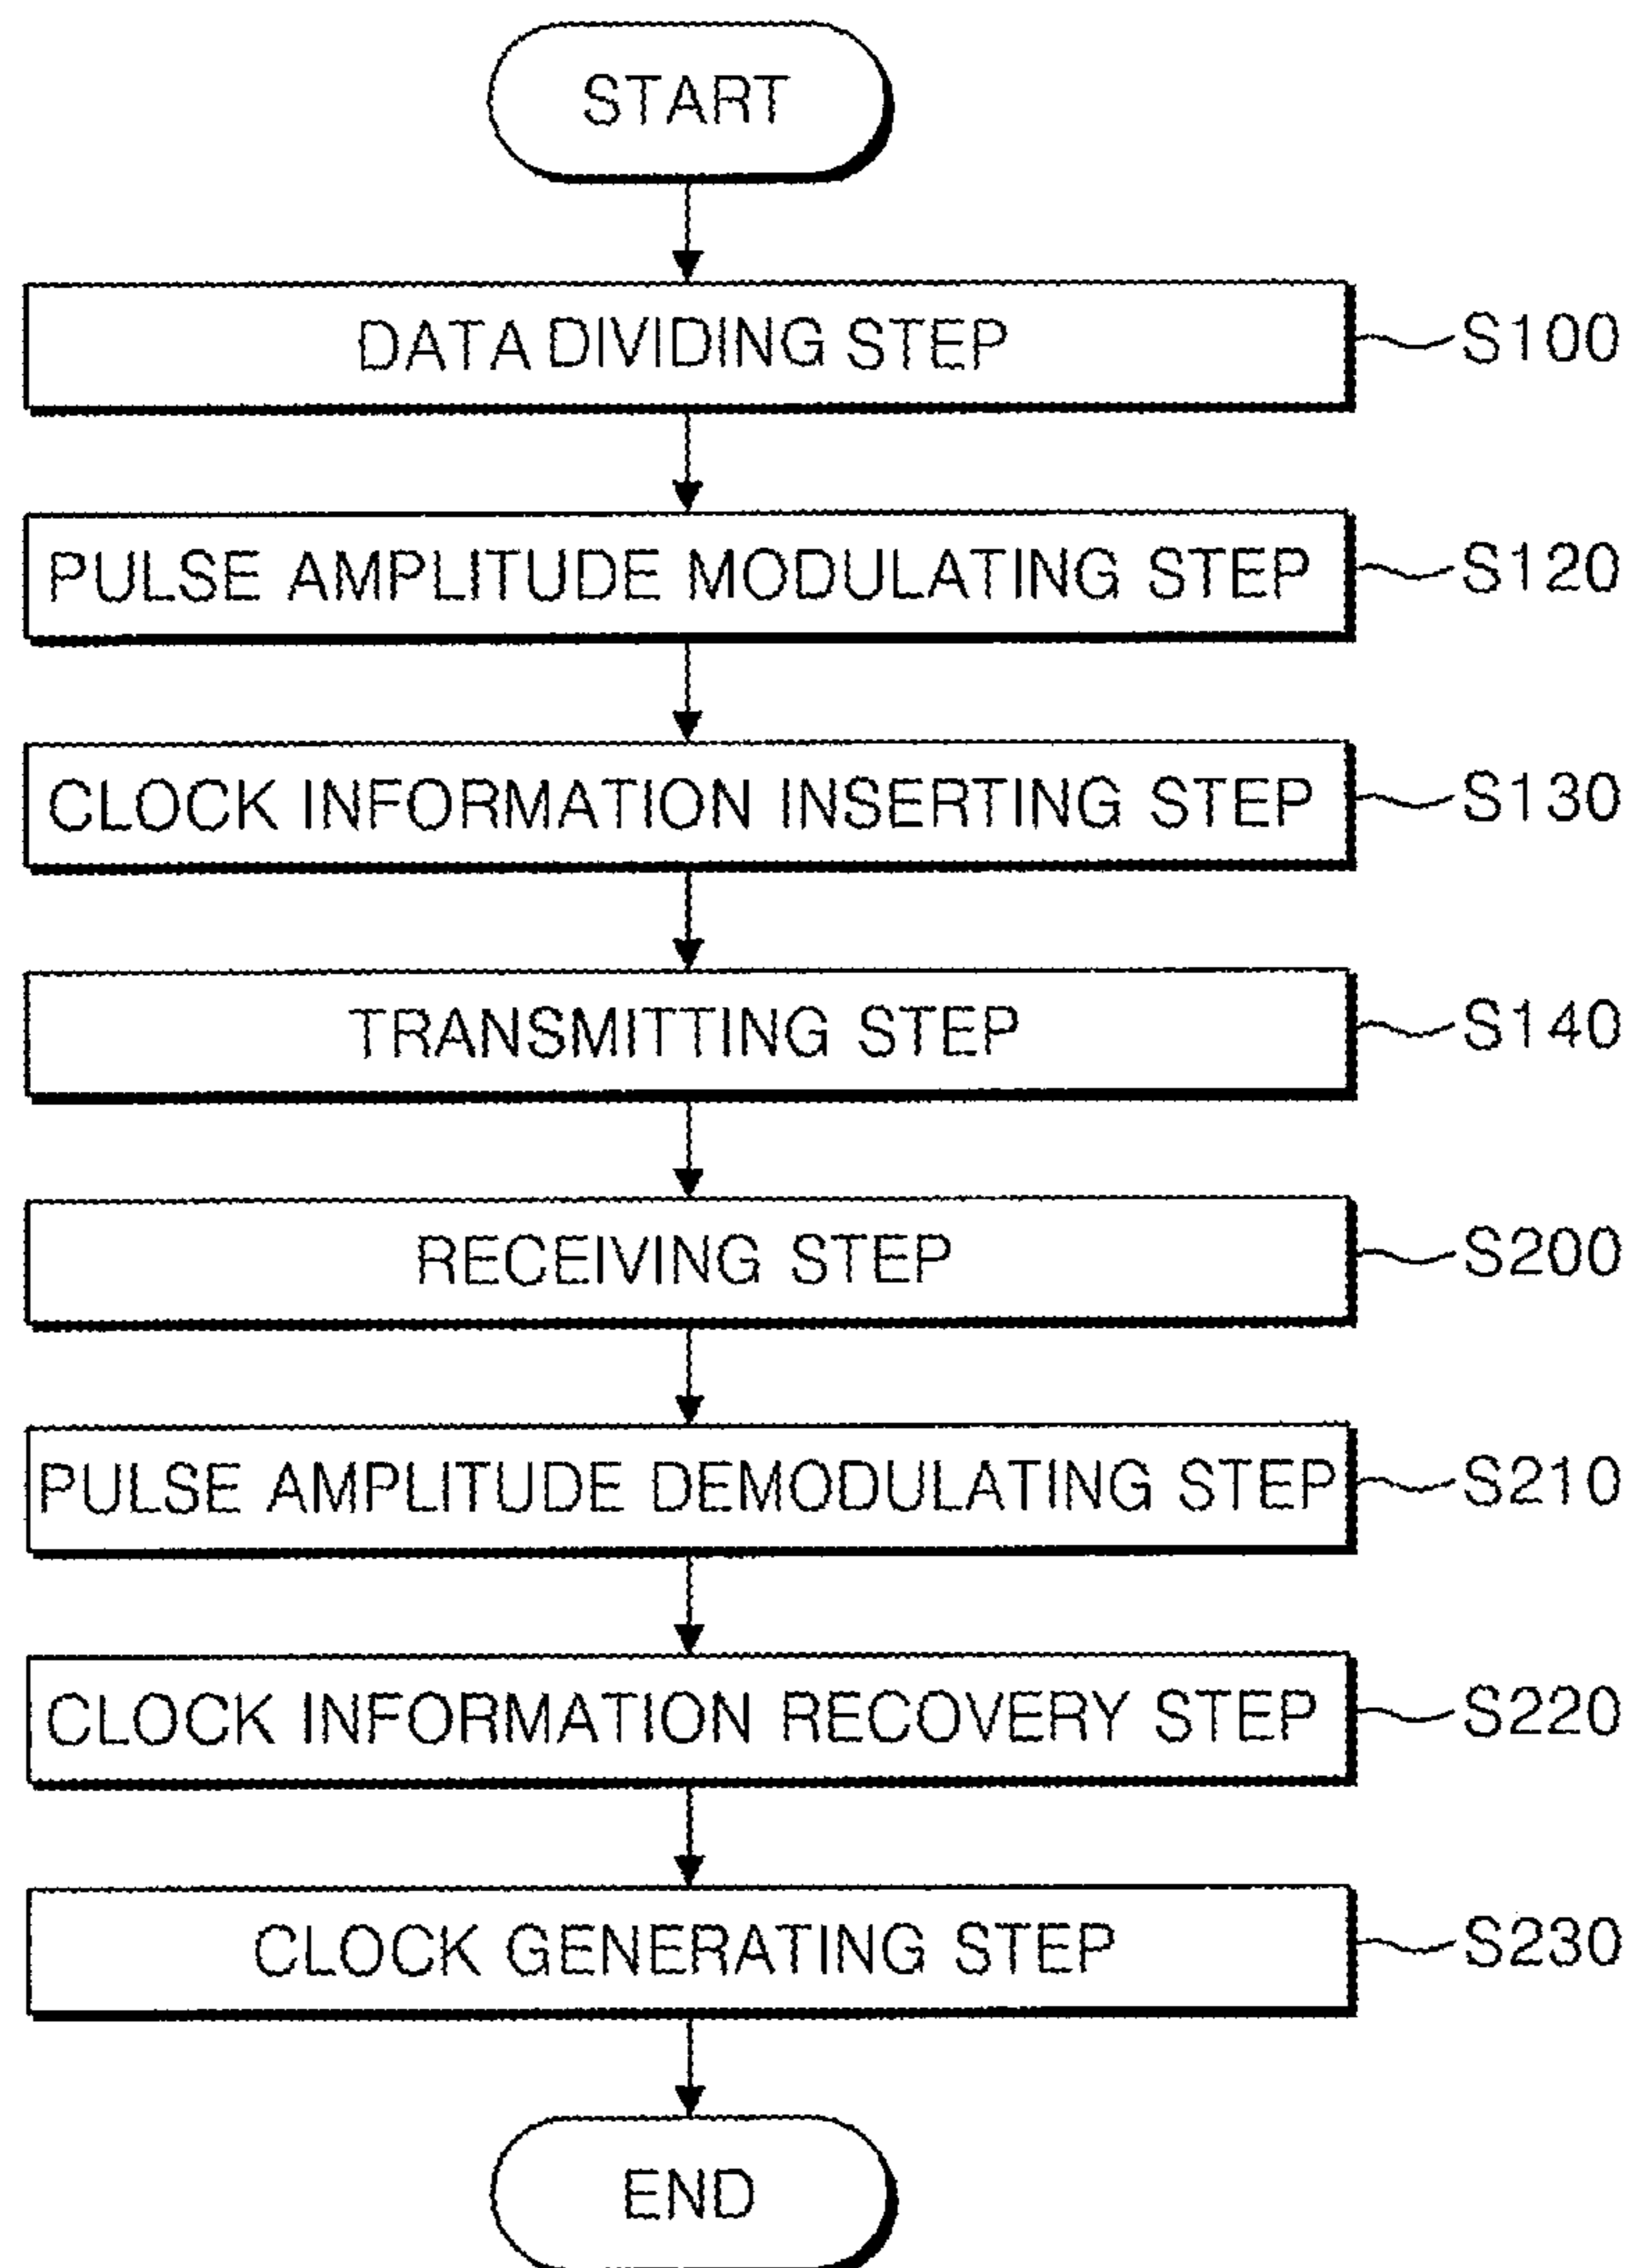 START
DATA DIVIDING STEP S100
PULSE AMPLITUDE MODULATING STEP S120
CLOCK INFORMATION INSERTING STEP S130
TRANSMITTING STEP S140
RECEIVING STEP S200
PULSE AMPLITUDE DEMODULATING STEP S210
CLOCK INFORMATION RECOVERY STEP S220
CLOCK GENERATING STEP S230
END